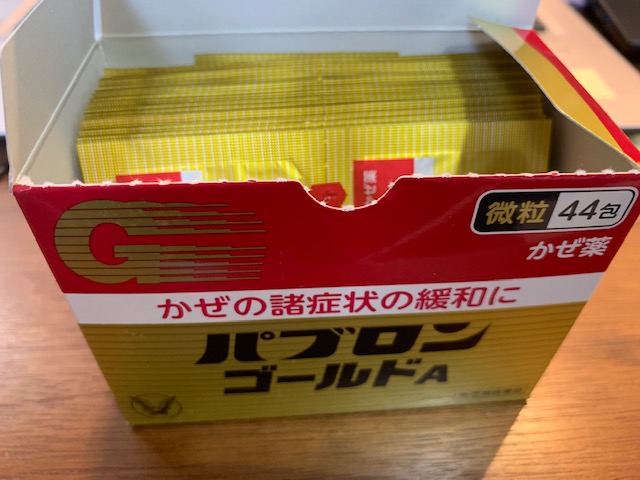 G
微粒 44包
かぜ薬
かぜの諸症状の緩和に
パブロン
ゴールドA